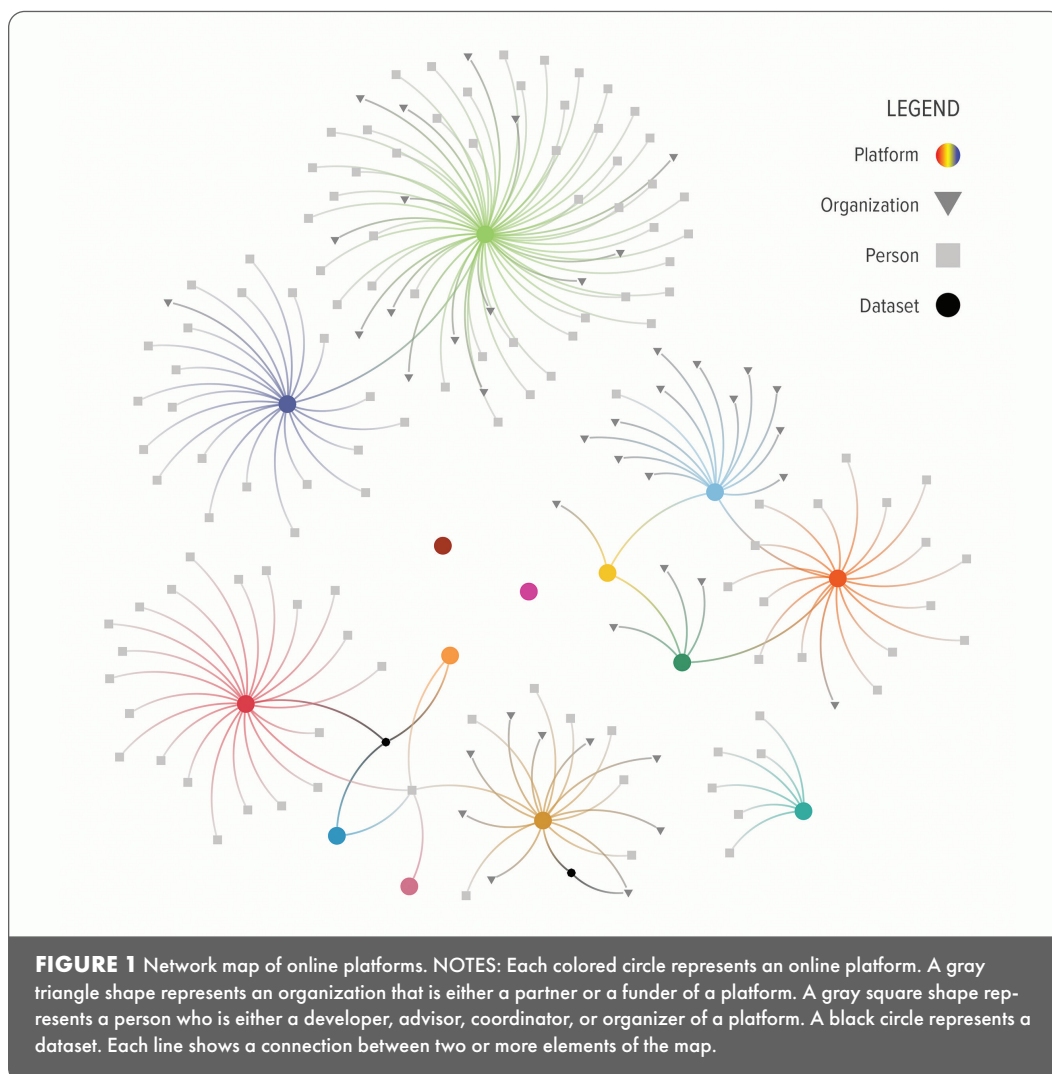 LEGEND
Platform
Organization
Person
Dataset
FIGURE 1 Network map of online platforms. NOTES: Each colored circle represents an online platform. A gray
triangle shape represents an organization that is either a partner or a funder of a platform. A gray square shape rep-
resents a person who is either a developer, advisor, coordinator, or organizer of a platform. A black circle represents a
dataset. Each line shows a connection between two or more elements of the map.